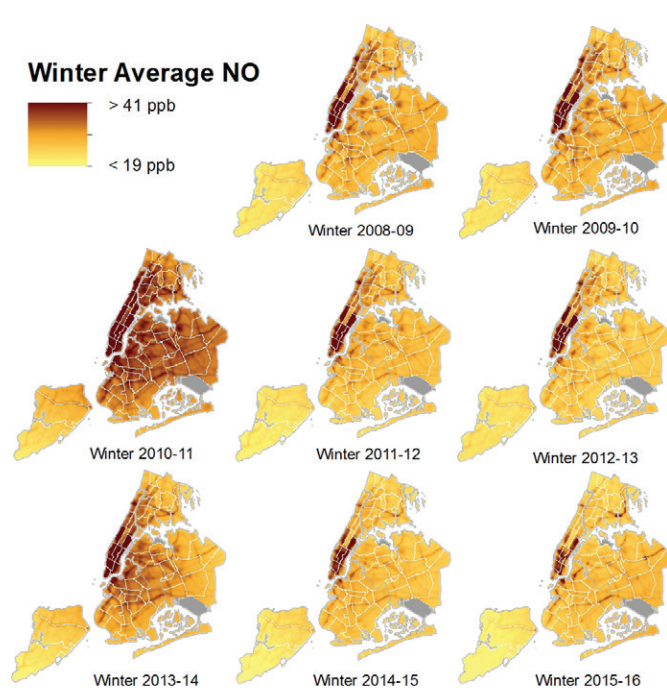 Winter Average NO
> 41 ppb
< 19 ppb
Winter 2008-09
Winter 2009-10
Winter 2010-11
Winter 2011-12
Winter 2012-13
Winter 2013-14
Winter 2014-15
Winter 2015-16